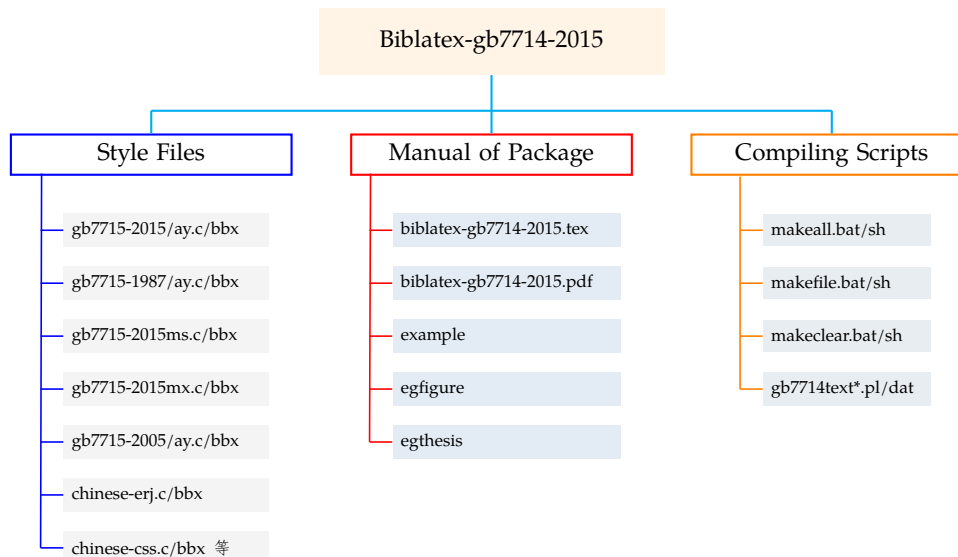 Biblatex-gb7714-2015
Style Files
Manual of Package
Compiling Scripts
gb7715-2015/ay.c/bbx
gb7715-1987/ay.c/bbx
gb7715-2015ms.c/bbx
gb7715-2015mx.c/bbx
gb7715-2005/ay.c/bbx
chinese-erj.c/bbx
chinese-css.c/bbx 等
biblatex-gb7714-2015.tex
biblatex-gb7714-2015.pdf
example
egfigure
egthesis
makeall.bat/sh
makefile.bat/sh
makeclear.bat/sh
gb7714text*.pl/dat